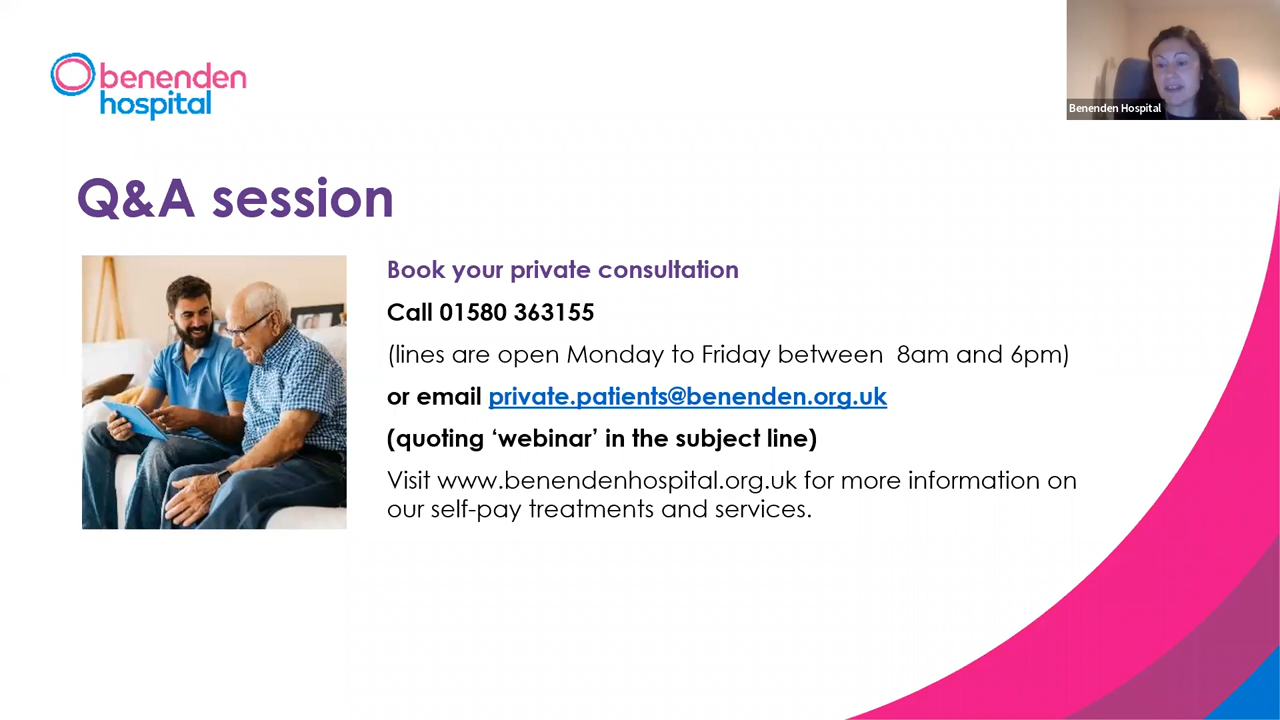 benenden
hospital
Benenden Hospital
Q&A session
Book your private consultation
Call 01580 363155
(lines are open Monday to Friday between  8am and 6pm)
or email private.patients@benenden.org.uk
(quoting ‘webinar’ in the subject line)
Visit www.benendenhospital.org.uk for more information on
our self-pay treatments and services.